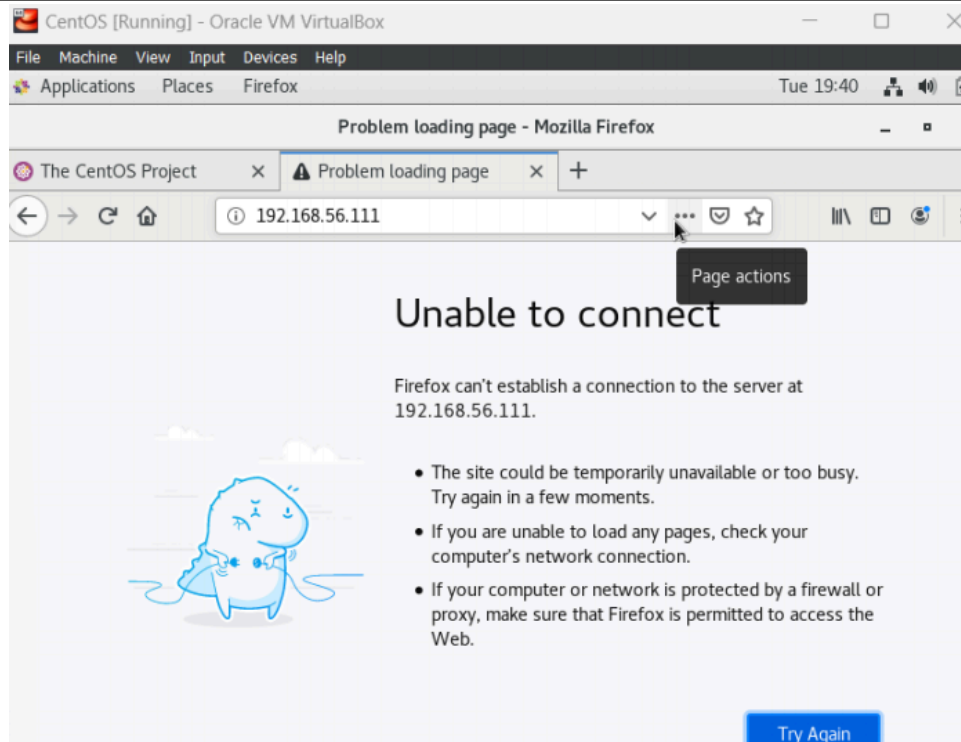 CentOS [Running] - Oracle VM VirtualBox
File Machine View Input Devices Help
Applications Places Firefox Tue 19:40
Problem loading page - Mozilla Firefox
The CentOS Project Problem loading page
192.168.56.111
Page actions
Unable to connect
Firefox can't establish a connection to the server at
192.168.56.111.
• The site could be temporarily unavailable or too busy.
Try again in a few moments.
• If you are unable to load any pages, check your
computer's network connection.
• If your computer or network is protected by a firewall or
proxy, make sure that Firefox is permitted to access the
Web.
Try Again